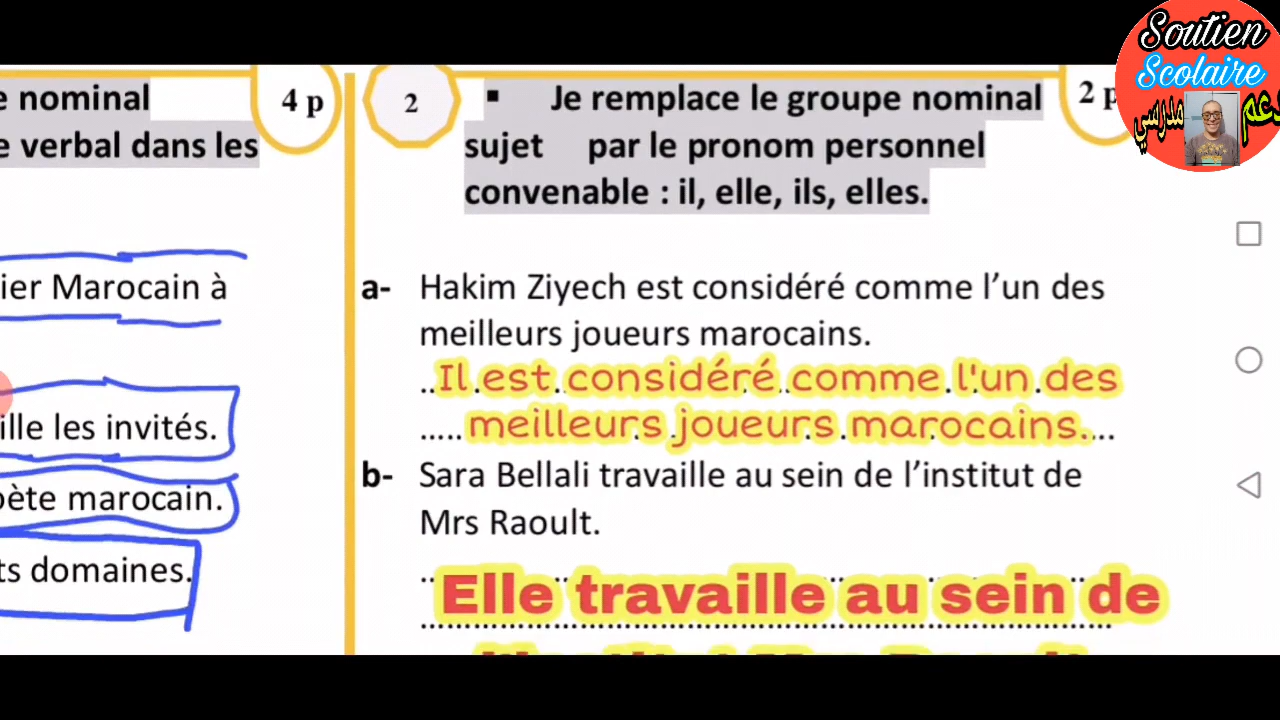 Soutien
Scolaire
دعم
مدرسي
e nominal
e verbal dans les
4 p
ier Marocain à
ille les invités.
ète marocain.
ts domaines.
2
▪ Je remplace le groupe nominal
sujet par le pronom personnel
convenable : il, elle, ils, elles.
2 p
a- Hakim Ziyech est considéré comme l’un des
meilleurs joueurs marocains.
..Il est considéré comme l'un des
..... meilleurs joueurs marocains....
b- Sara Bellali travaille au sein de l’institut de
Mrs Raoult.
Elle travaille au sein de